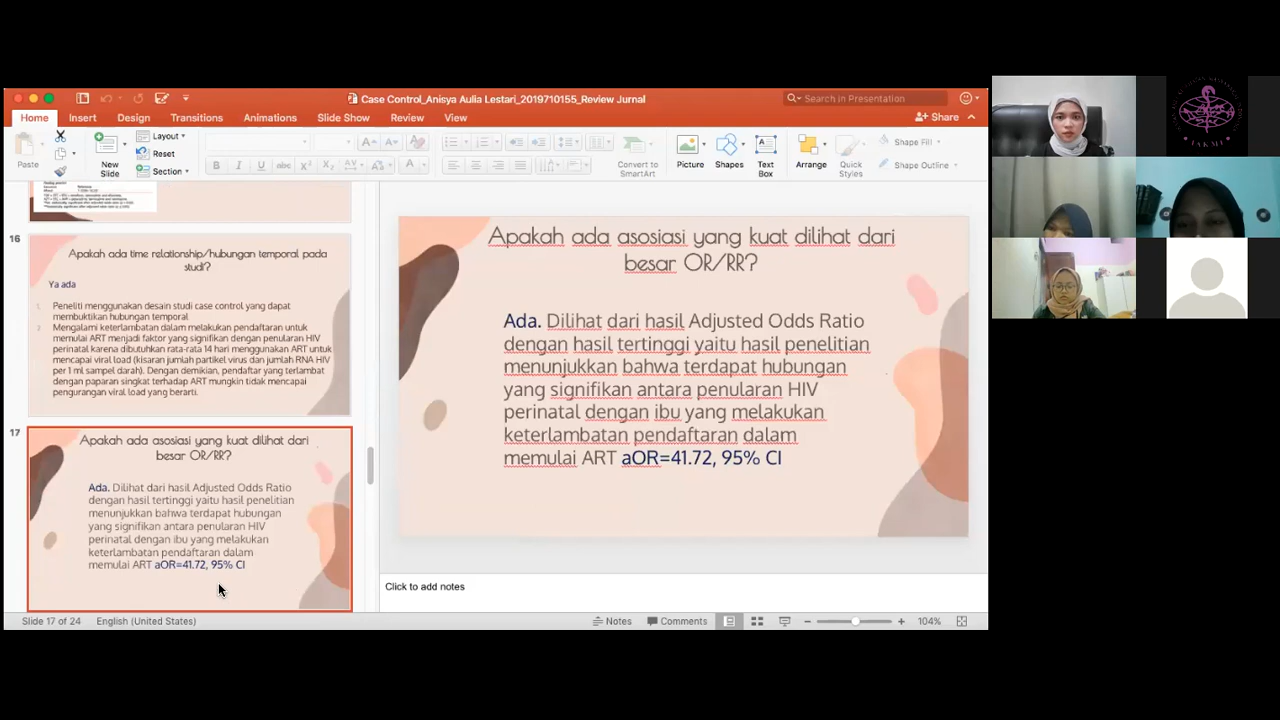 Case Control_Anisya Aulia Lestari_2019710155_Review Jurnal
Search in Presentation
Home Insert Design Transitions Animations Slide Show Review View
Share
Paste
New
Slide
Layout
Reset
Section
Convert to
SmartArt
Picture
Shapes
Text
Box
Arrange
Quick
Styles
Shape Fill
Shape Outline
16
Apakah ada time relationship/hubungan temporal pada
studi?
Ya ada
1. Peneliti menggunakan desain studi case control yang dapat
membuktikan hubungan temporal
2. Mengalami keterlambatan dalam melakukan pendaftaran untuk
memulai ART menjadi faktor yang signifikan dengan penularan HIV
perinatal karena dibutuhkan rata-rata 14 hari menggunakan ART untuk
mencapai viral load (kisaran jumlah partikel virus dan jumlah RNA HIV
per 1 ml sampel darah). Dengan demikian, pendaftar yang terlambat
dengan paparan singkat terhadap ART mungkin tidak mencapai
pengurangan viral load yang berarti.
17
Apakah ada asosiasi yang kuat dilihat dari
besar OR/RR?
Ada. Dilihat dari hasil Adjusted Odds Ratio
dengan hasil tertinggi yaitu hasil penelitian
menunjukkan bahwa terdapat hubungan
yang signifikan antara penularan HIV
perinatal dengan ibu yang melakukan
keterlambatan pendaftaran dalam
memulai ART aOR=41.72, 95% CI
Apakah ada asosiasi yang kuat dilihat dari
besar OR/RR?
Ada. Dilihat dari hasil Adjusted Odds Ratio
dengan hasil tertinggi yaitu hasil penelitian
menunjukkan bahwa terdapat hubungan
yang signifikan antara penularan HIV
perinatal dengan ibu yang melakukan
keterlambatan pendaftaran dalam
memulai ART aOR=41.72, 95% CI
Click to add notes
Slide 17 of 24 English (United States) Notes Comments 104%